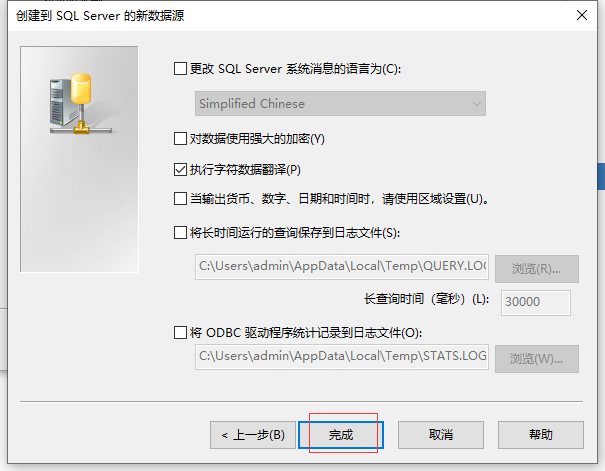 创建到 SQL Server 的新数据源
更改 SQL Server 系统消息的语言为(C):
Simplified Chinese
对数据使用强大的加密(Y)
执行字符数据翻译(P)
当输出货币、数字、日期和时间时，请使用区域设置(U)。
将长时间运行的查询保存到日志文件(S):
C:\Users\admin\AppData\Local\Temp\QUERY.LOG
浏览(R)...
长查询时间（毫秒）(L):
30000
将 ODBC 驱动程序统计记录到日志文件(O):
C:\Users\admin\AppData\Local\Temp\STATS.LOG
浏览(W)...
< 上一步(B)
完成
取消
帮助